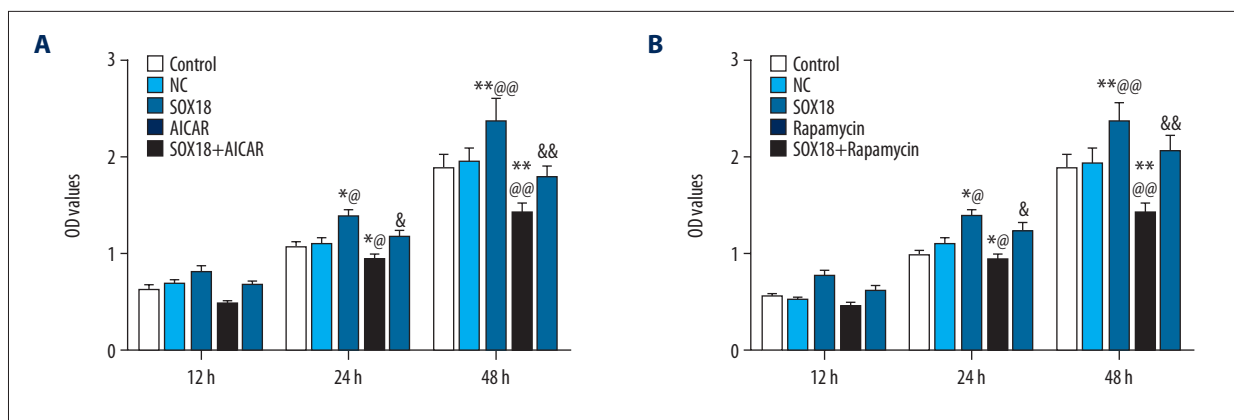 A
3
2
1
0
OD values
Control
NC
SOX18
AICAR
SOX18+AICAR
*@
*@
&
**@@
**
@@
&&
12 h
24 h
48 h
B
3
2
1
0
OD values
Control
NC
SOX18
Rapamycin
SOX18+Rapamycin
*@
*@
&
**@@
**
@@
&&
12 h
24 h
48 h